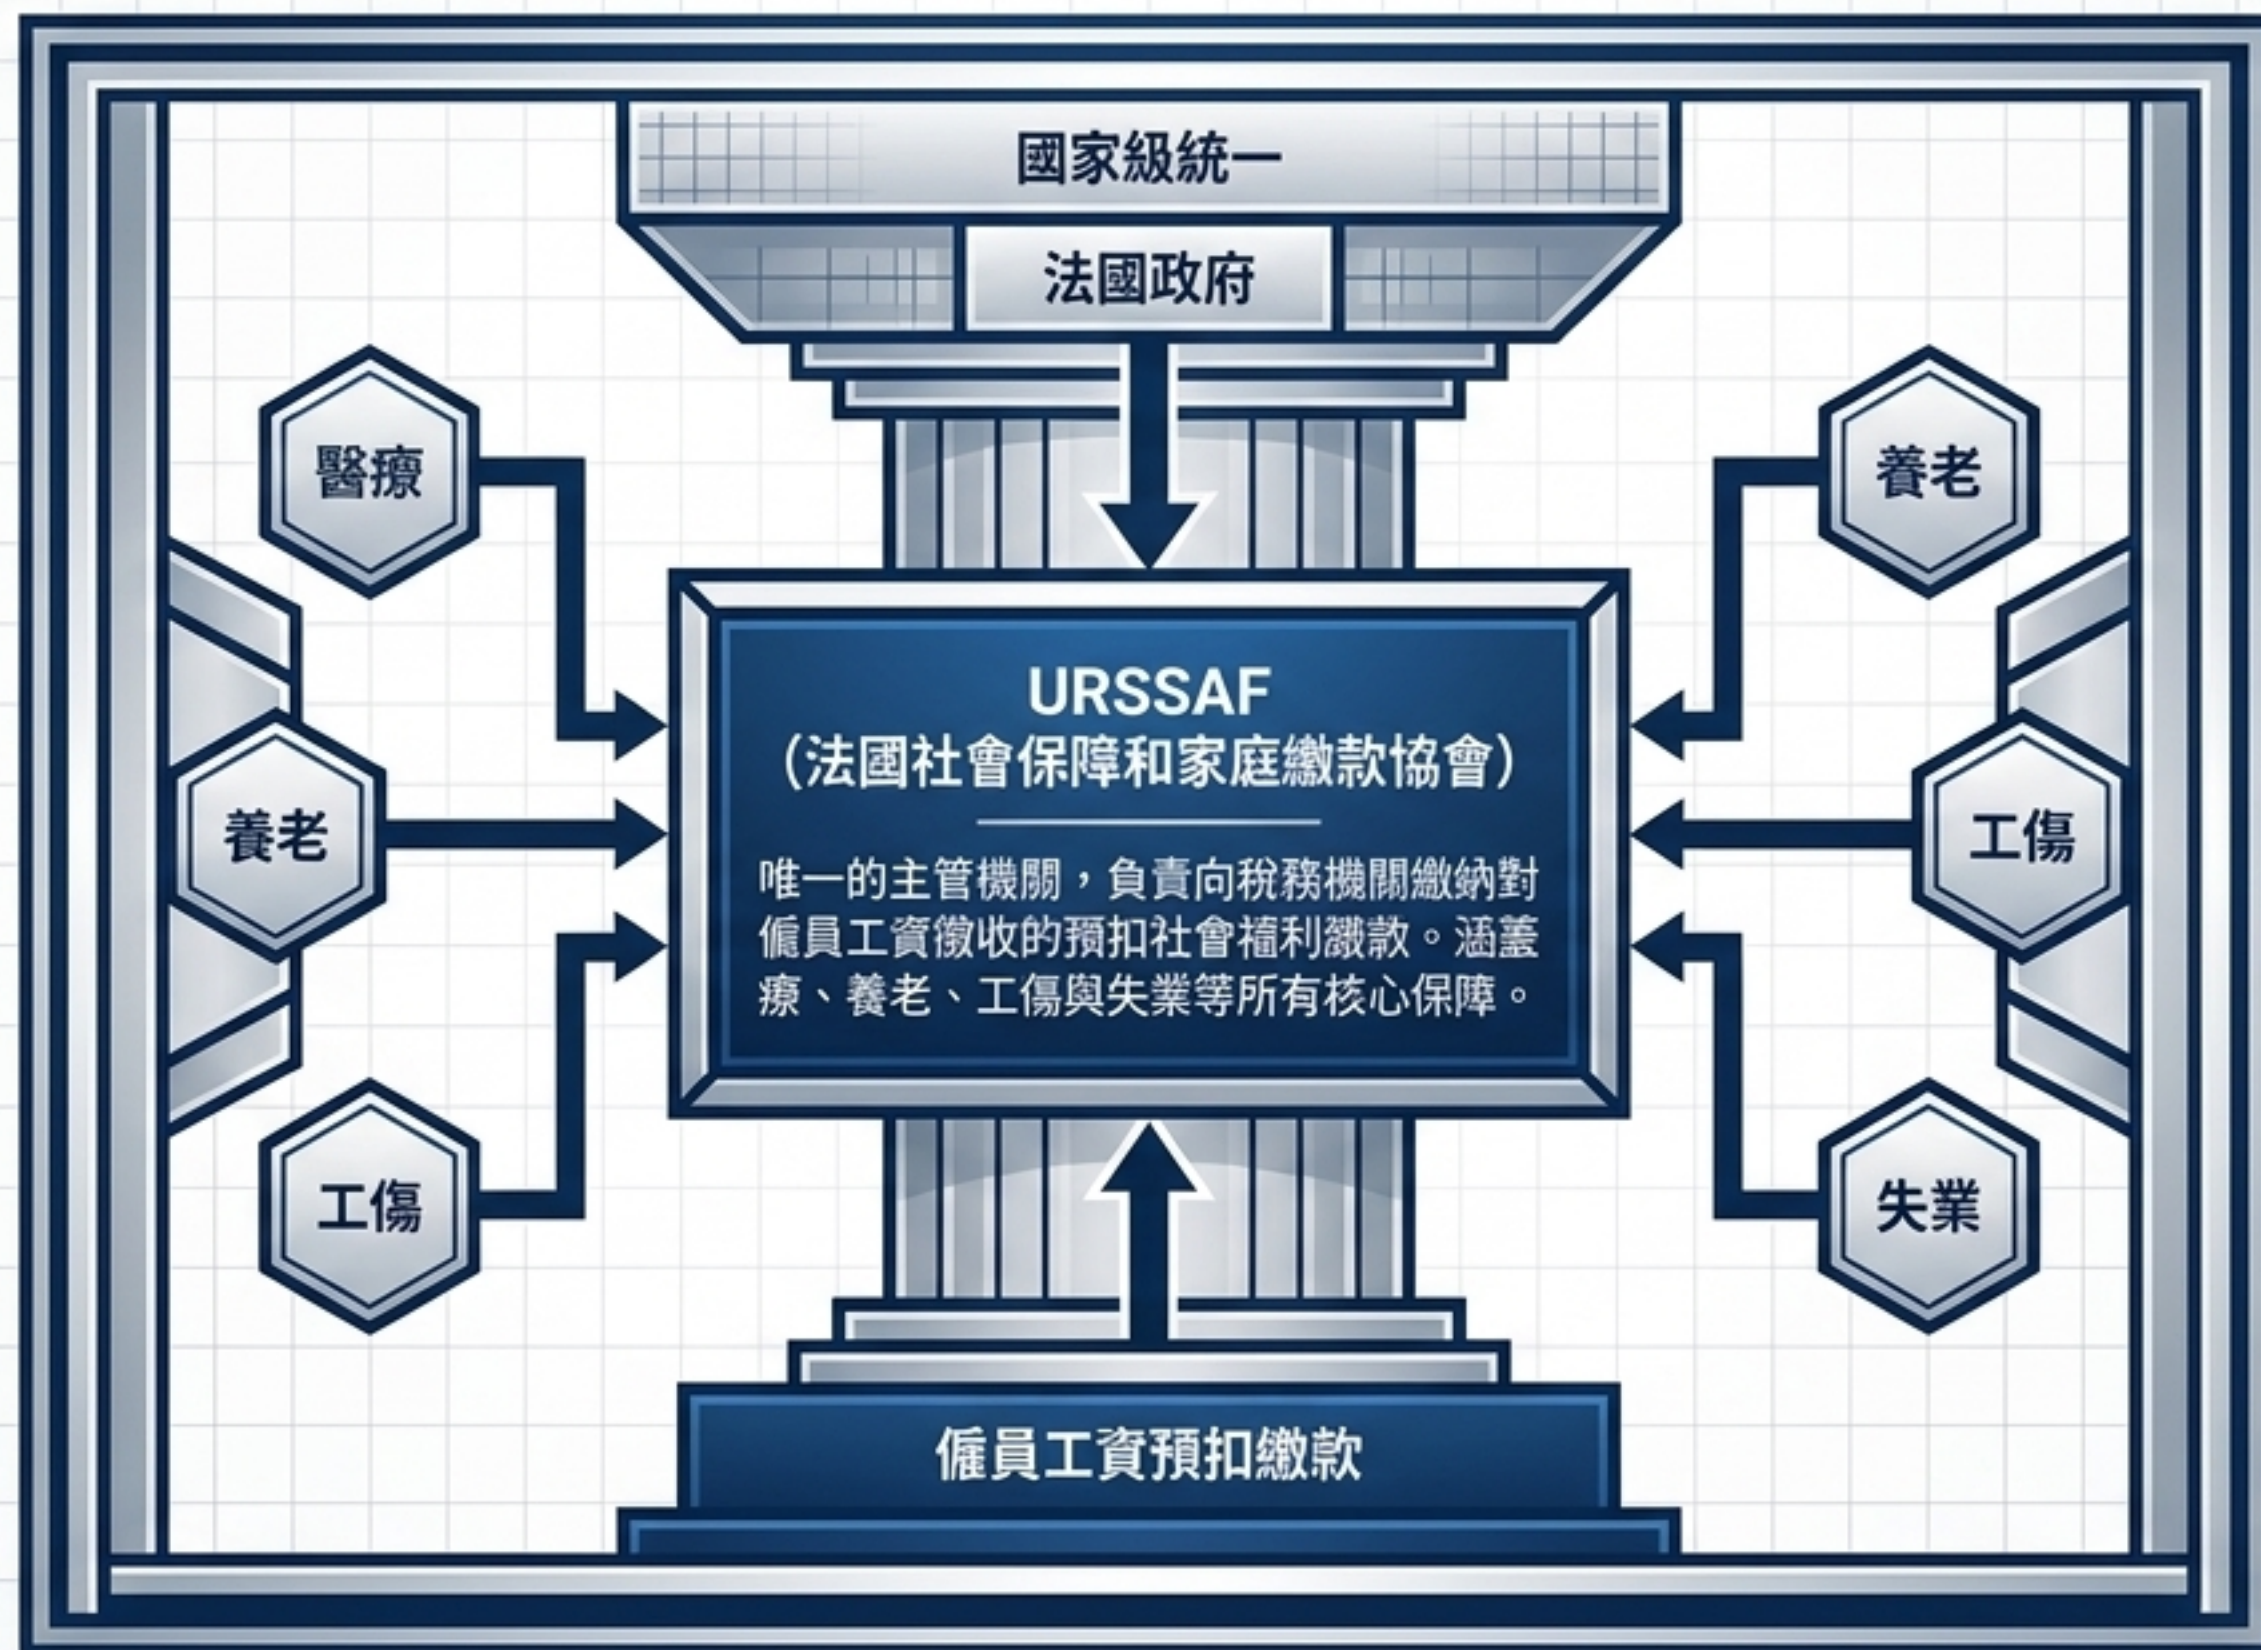 國家級統一
法國政府
醫療
養老
工傷
URSSAF
（法國社會保障和家庭繳款協會）
唯一的主管機關，負責向稅務機關繳納對
僱員工資徵收的預扣社會福利繳款。涵蓋
療、養老、工傷與失業等所有核心保障。
養老
工傷
失業
僱員工資預扣繳款